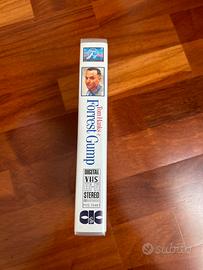 Tom Hanks
Forrest Gump
DIGITAL
VHS
STEREO
CIC
subito